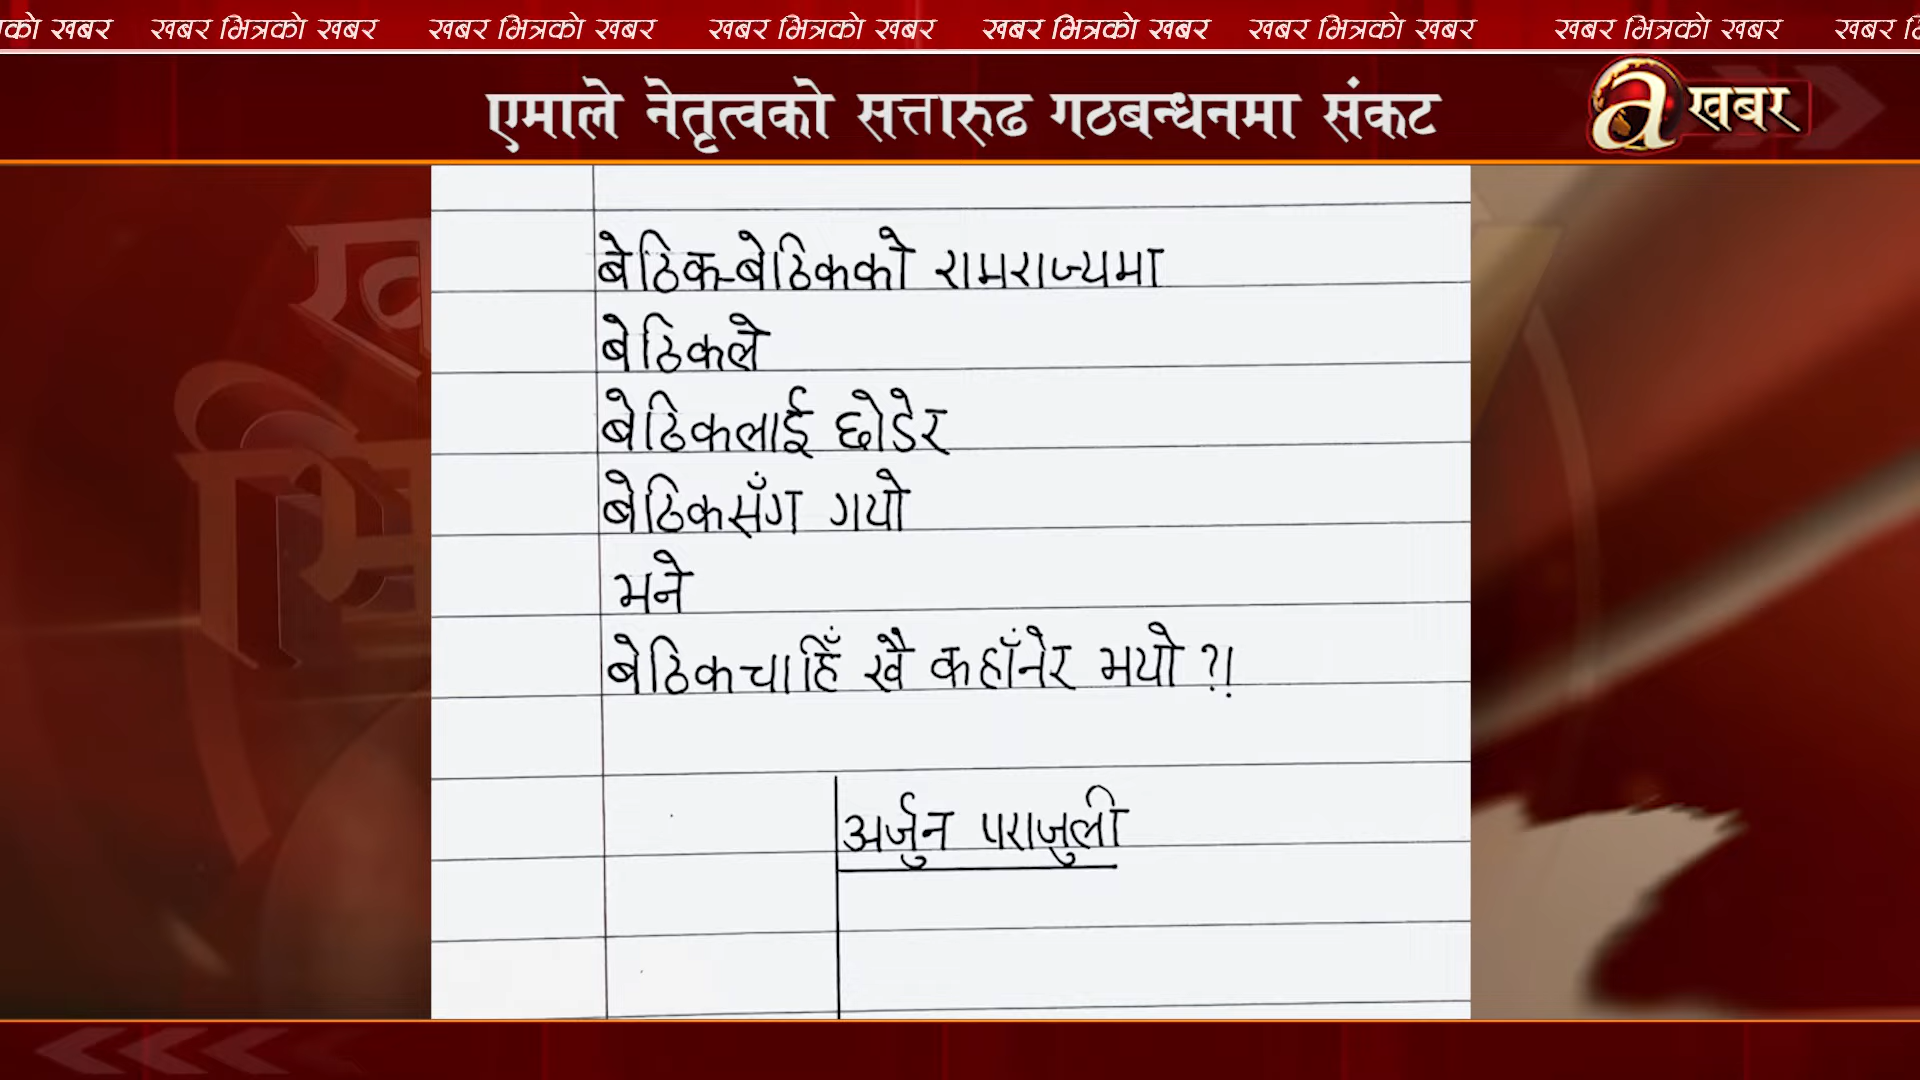 को खबर खबर भित्रको खबर खबर भित्रको खबर खबर भित्रको खबर खबर भित्रको खबर खबर भित्रको खबर खबर भित्रको खबर खबर
एमाले नेतृत्वको सत्तारुढ गठबन्धनमा संकट
a खबर
बेठिक-बेठिकको रामराज्यमा
बेठिकले
बेठिकलाई छोडेर
बेठिकसँग गयो
भने
बेठिकचाहिँ खै कहाँनेर भयो ?!
अर्जुन पराजुली